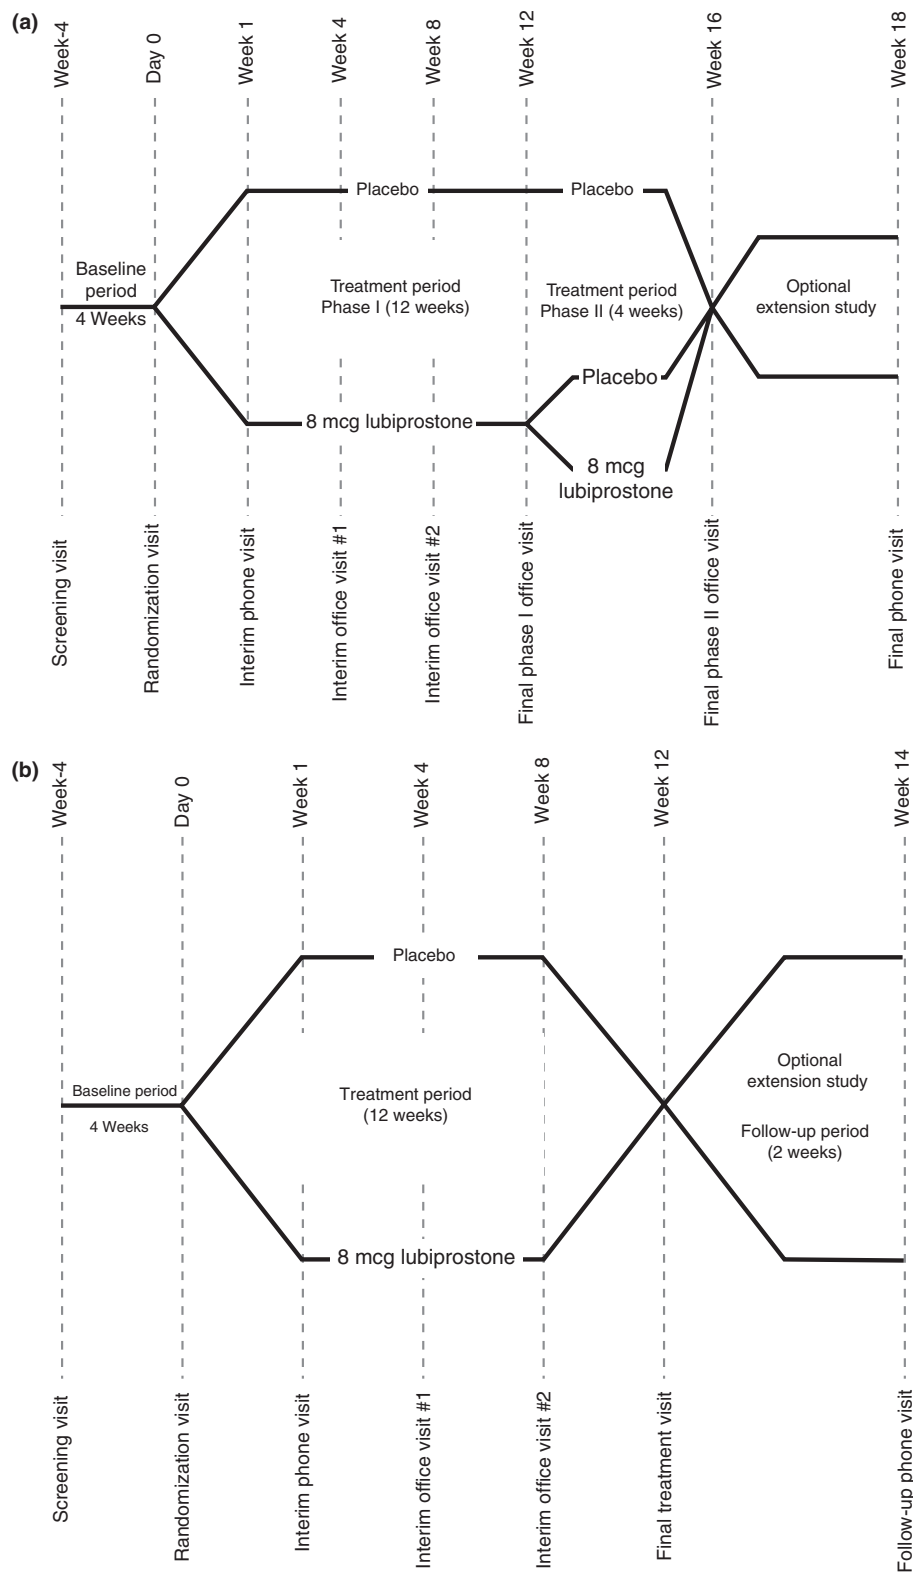 (a)
Week-4
Day 0
Week 1
Week 4
Week 8
Week 12
Week 16
Week 18
Placebo
Placebo
Baseline
period
4 Weeks
Treatment period
Phase I (12 weeks)
Treatment period
Phase II (4 weeks)
Optional
extension study
Placebo
8 mcg lubiprostone
8 mcg
lubiprostone
Screening visit
Randomization visit
Interim phone visit
Interim office visit #1
Interim office visit #2
Final phase I office visit
Final phase II office visit
Final phone visit
(b)
Week-4
Day 0
Week 1
Week 4
Week 8
Week 12
Week 14
Placebo
Baseline period
4 Weeks
Treatment period
(12 weeks)
Optional
extension study
Follow-up period
(2 weeks)
8 mcg lubiprostone
Screening visit
Randomization visit
Interim phone visit
Interim office visit #1
Interim office visit #2
Final treatment visit
Follow-up phone visit